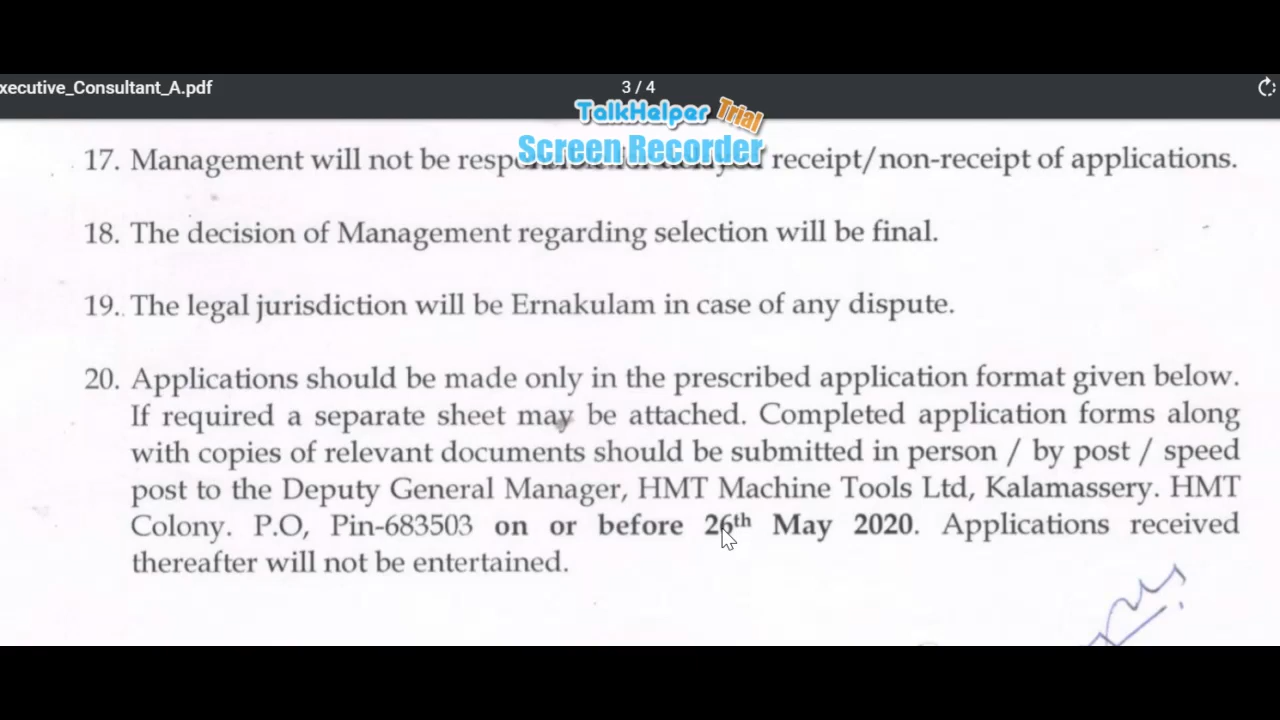 xecutive_Consultant_A.pdf
3 / 4
TalkHelper Trial
Screen Recorder
17. Management will not be resp receipt/non-receipt of applications.
18. The decision of Management regarding selection will be final.
19. The legal jurisdiction will be Ernakulam in case of any dispute.
20. Applications should be made only in the prescribed application format given below.
If required a separate sheet may be attached. Completed application forms along
with copies of relevant documents should be submitted in person / by post / speed
post to the Deputy General Manager, HMT Machine Tools Ltd, Kalamassery. HMT
Colony. P.O, Pin-683503 on or before 26th May 2020. Applications received
thereafter will not be entertained.